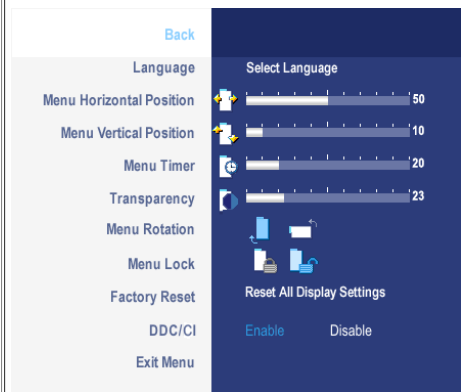 Back
Language Select Language
Menu Horizontal Position 50
Menu Vertical Position 10
Menu Timer 20
Transparency 23
Menu Rotation
Menu Lock
Factory Reset Reset All Display Settings
DDC/CI Enable Disable
Exit Menu